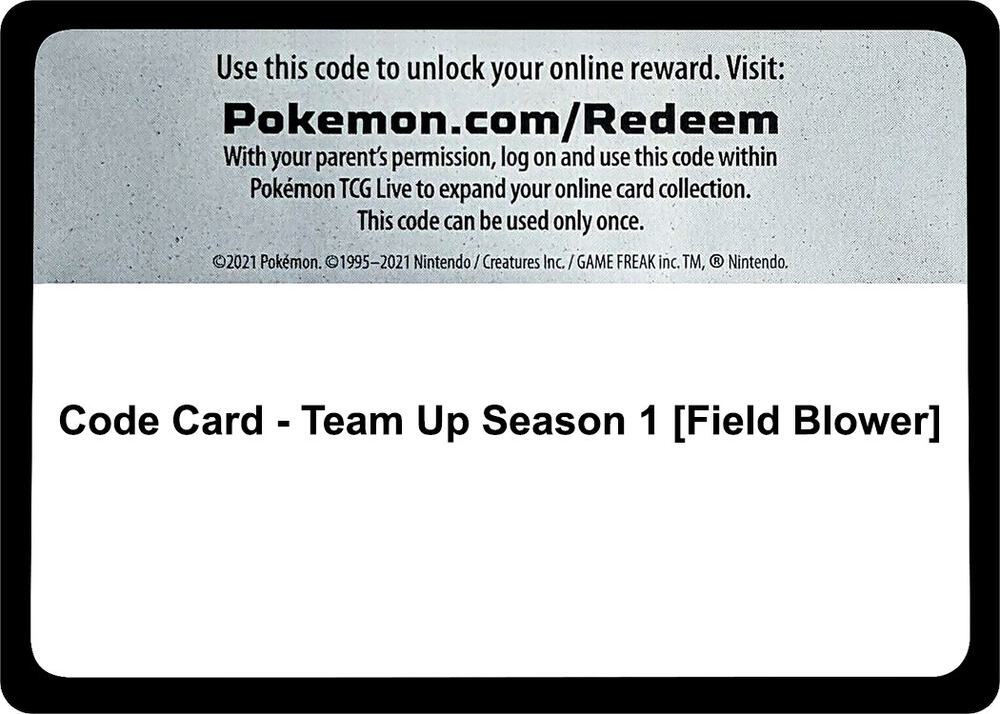 Use this code to unlock your online reward. Visit:
Pokemon.com/Redeem
With your parent's permission, log on and use this code within
Pokémon TCG Live to expand your online card collection.
This code can be used only once.
©2021 Pokémon. ©1995–2021 Nintendo / Creatures Inc. / GAME FREAK inc. TM, ® Nintendo.
Code Card - Team Up Season 1 [Field Blower]